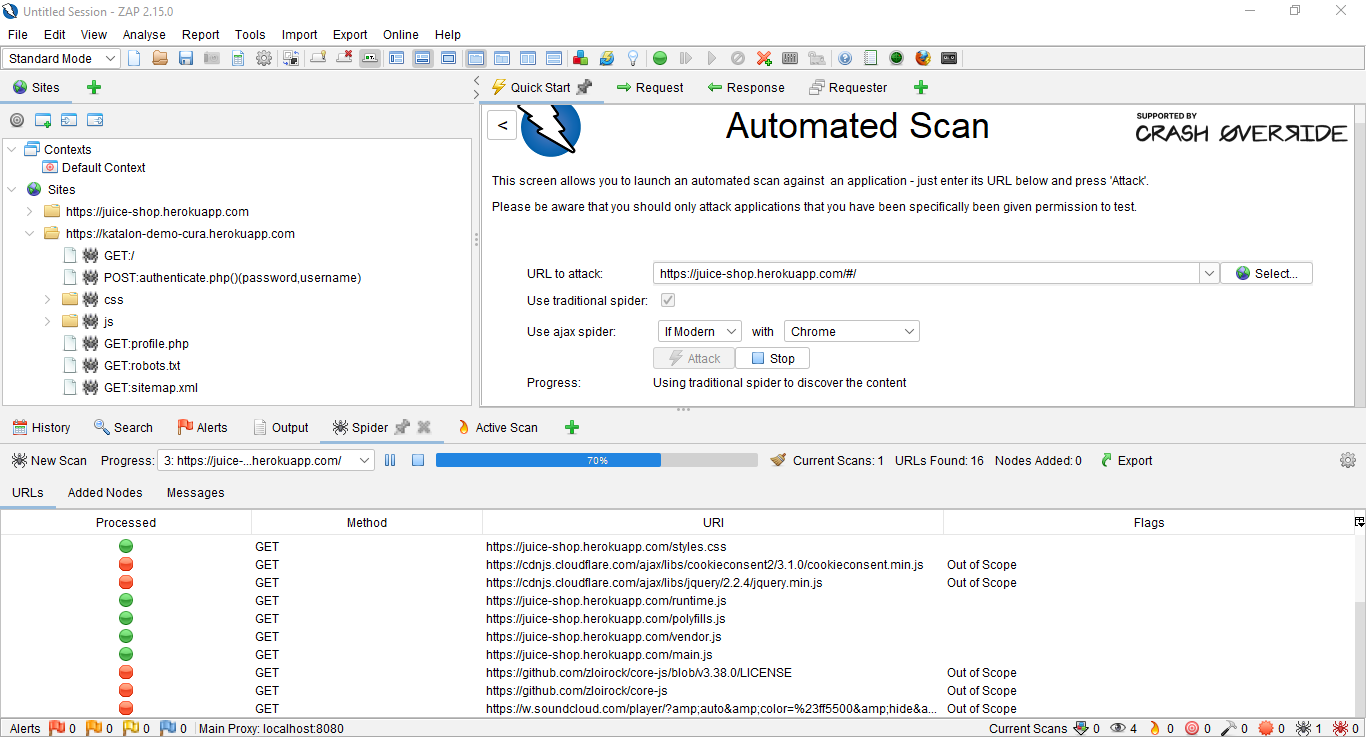 Untitled Session - ZAP 2.15.0
File Edit View Analyse Report Tools Import Export Online Help
Standard Mode
Sites
Quick Start Request Response Requester
< Automated Scan
SUPPORTED BY
CRASH ØVERRIDE
Contexts
Default Context
Sites
https://juice-shop.herokuapp.com
https://katalon-demo-cura.herokuapp.com
GET:/
POST:authenticate.php()(password,username)
css
js
GET:profile.php
GET:robots.txt
GET:sitemap.xml
This screen allows you to launch an automated scan against  an application - just enter its URL below and press 'Attack'.
Please be aware that you should only attack applications that you have been specifically been given permission to test.
URL to attack: https://juice-shop.herokuapp.com/#/ Select...
Use traditional spider:
Use ajax spider: If Modern with Chrome
Attack Stop
Progress: Using traditional spider to discover the content
History Search Alerts Output Spider Active Scan
New Scan Progress: 3: https://juice-...herokuapp.com/ 70% Current Scans: 1 URLs Found: 16 Nodes Added: 0 Export
URLs Added Nodes Messages
Processed Method URI Flags
GET https://juice-shop.herokuapp.com/styles.css
GET https://cdnjs.cloudflare.com/ajax/libs/cookieconsent2/3.1.0/cookieconsent.min.js Out of Scope
GET https://cdnjs.cloudflare.com/ajax/libs/jquery/2.2.4/jquery.min.js Out of Scope
GET https://juice-shop.herokuapp.com/runtime.js
GET https://juice-shop.herokuapp.com/polyfills.js
GET https://juice-shop.herokuapp.com/vendor.js
GET https://juice-shop.herokuapp.com/main.js
GET https://github.com/zloirock/core-js/blob/v3.38.0/LICENSE Out of Scope
GET https://github.com/zloirock/core-js Out of Scope
GET https://w.soundcloud.com/player/?amp;auto&amp;color=%23ff5500&amp;hide&a... Out of Scope
Alerts 0 0 0 0 Main Proxy: localhost:8080 Current Scans 0 4 0 0 0 0 1 0